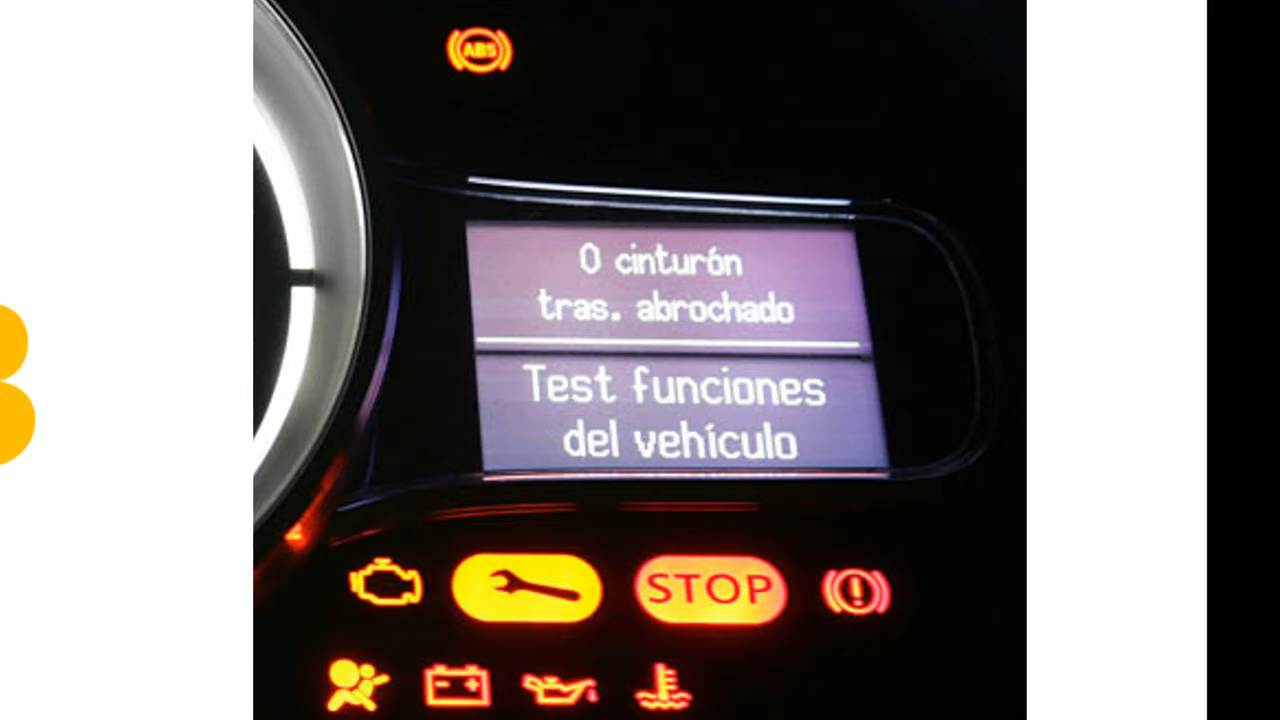 ABS
0 cinturón
tras. abrochado
Test funciones
del vehículo
STOP